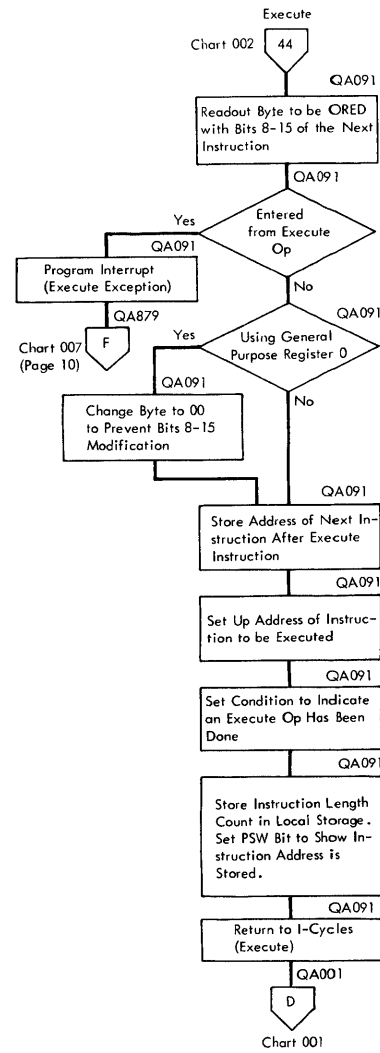 Execute
Chart 002
44
QA091
Readout Byte to be ORED
with Bits 8-15 of the Next
Instruction
QA091
Yes
Entered
from Execute
Op
QA091
No
Program Interrupt
(Execute Exception)
QA879
QA091
Chart 007
(Page 10)
F
Yes
Using General
Purpose Register 0
QA091
No
Change Byte to 00
to Prevent Bits 8-15
Modification
QA091
Store Address of Next In-
struction After Execute
Instruction
QA091
Set Up Address of Instruc-
tion to be Executed
QA091
Set Condition to Indicate
an Execute Op Has Been
Done
QA091
Store Instruction Length
Count in Local Storage.
Set PSW Bit to Show In-
struction Address is
Stored.
QA091
Return to I-Cycles
(Execute)
QA001
D
Chart 001